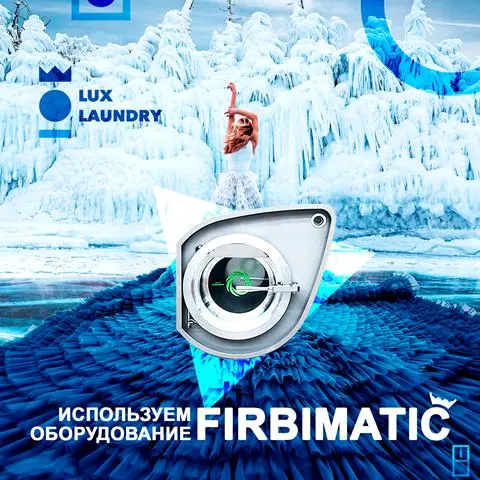 LUX
LAUNDRY
ИСПОЛЬЗУЕМ
ОБОРУДОВАНИЕ
FIRBIMATIC